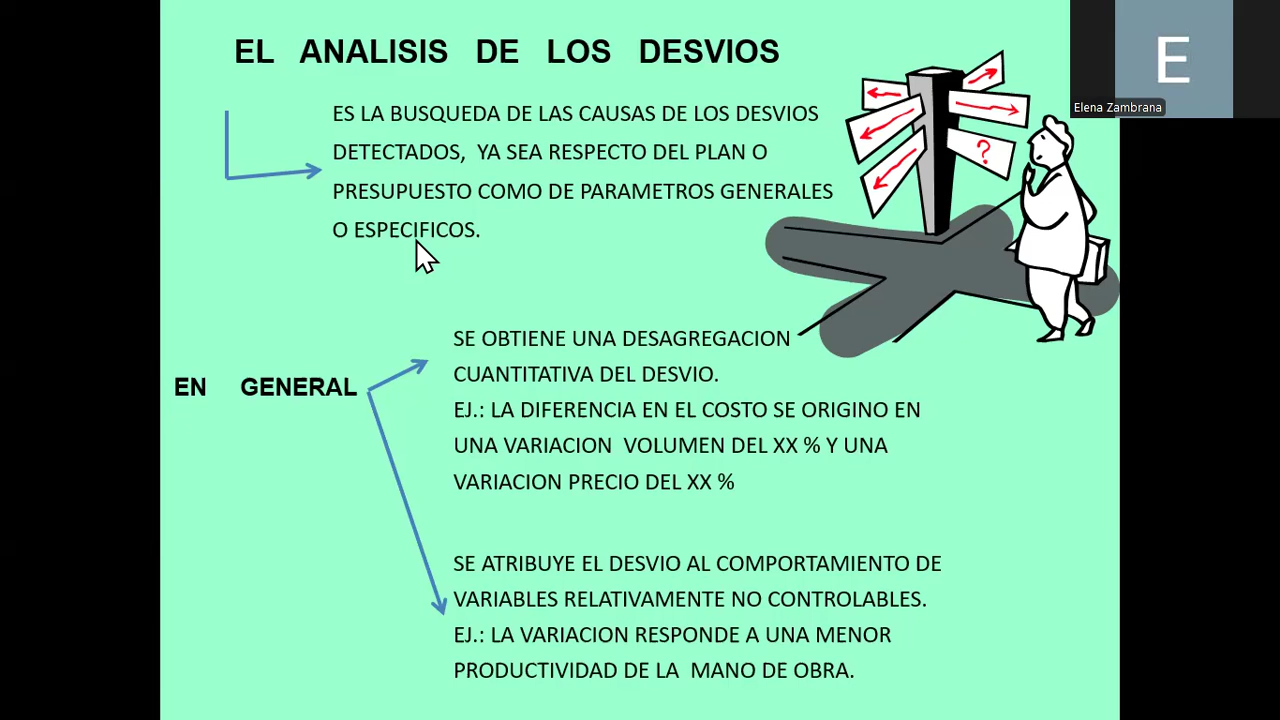 EL ANALISIS DE LOS DESVIOS
E
Elena Zambrana
ES LA BUSQUEDA DE LAS CAUSAS DE LOS DESVIOS
DETECTADOS, YA SEA RESPECTO DEL PLAN O
PRESUPUESTO COMO DE PARAMETROS GENERALES
O ESPECIFICOS.
?
EN GENERAL
SE OBTIENE UNA DESAGREGACION
CUANTITATIVA DEL DESVIO.
EJ.: LA DIFERENCIA EN EL COSTO SE ORIGINO EN
UNA VARIACION VOLUMEN DEL XX % Y UNA
VARIACION PRECIO DEL XX %
SE ATRIBUYE EL DESVIO AL COMPORTAMIENTO DE
VARIABLES RELATIVAMENTE NO CONTROLABLES.
EJ.: LA VARIACION RESPONDE A UNA MENOR
PRODUCTIVIDAD DE LA MANO DE OBRA.